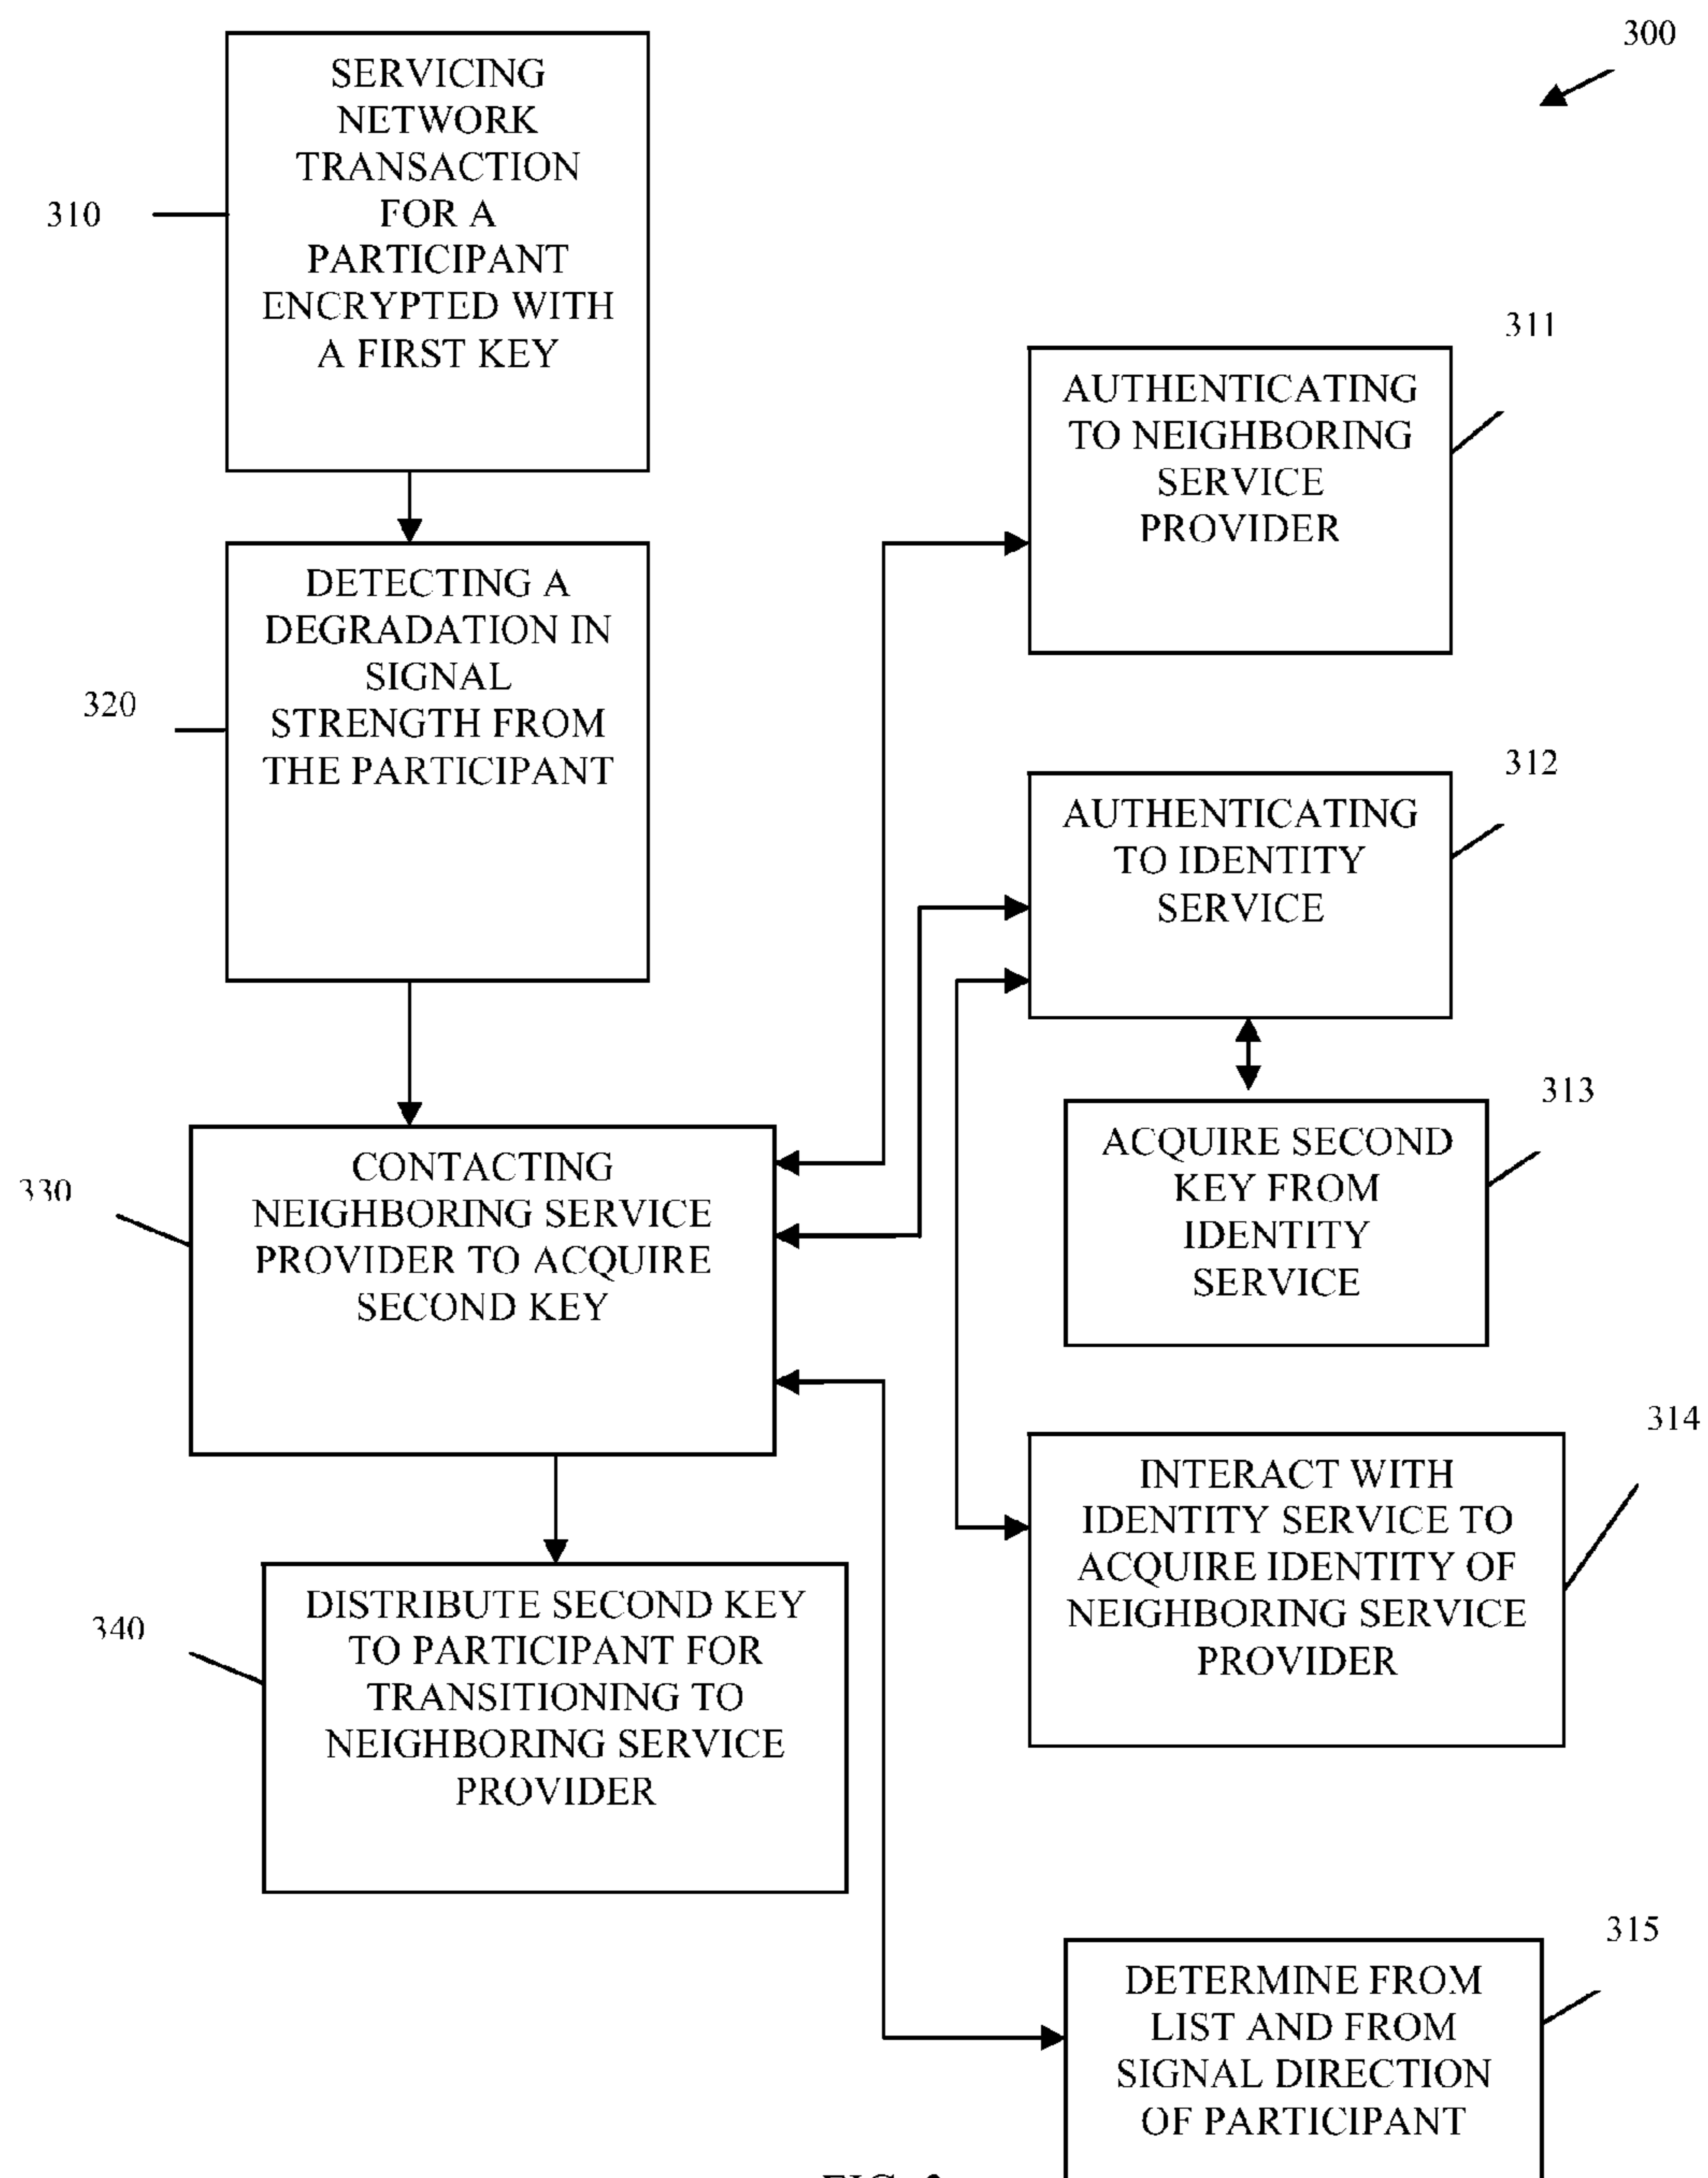 300
SERVICING
NETWORK
TRANSACTION
FOR A
PARTICIPANT
ENCRYPTED WITH
A FIRST KEY
310
311
AUTHENTICATING
TO NEIGHBORING
SERVICE
PROVIDER
DETECTING A
DEGRADATION IN
SIGNAL
STRENGTH FROM
THE PARTICIPANT
320
312
AUTHENTICATING
TO IDENTITY
SERVICE
313
ACQUIRE SECOND
KEY FROM
IDENTITY
SERVICE
330
CONTACTING
NEIGHBORING SERVICE
PROVIDER TO ACQUIRE
SECOND KEY
314
INTERACT WITH
IDENTITY SERVICE TO
ACQUIRE IDENTITY OF
NEIGHBORING SERVICE
PROVIDER
340
DISTRIBUTE SECOND KEY
TO PARTICIPANT FOR
TRANSITIONING TO
NEIGHBORING SERVICE
PROVIDER
315
DETERMINE FROM
LIST AND FROM
SIGNAL DIRECTION
OF PARTICIPANT